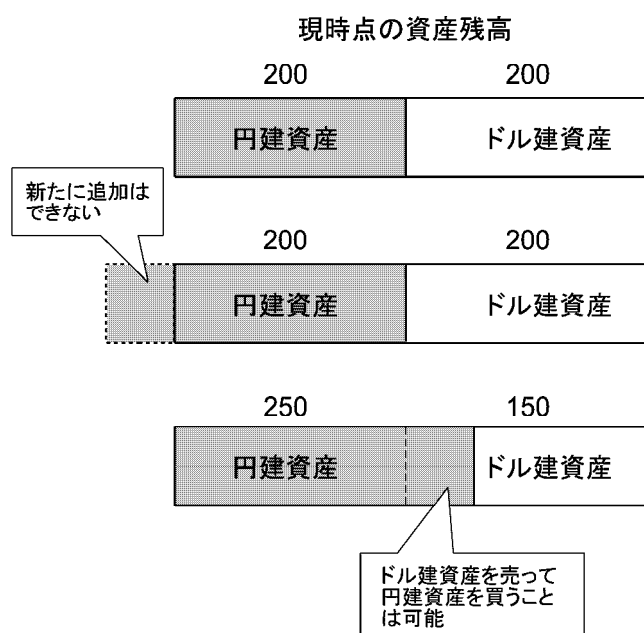 現時点の資産残高
200 200
円建資産 ドル建資産
新たに追加は
できない
200 200
円建資産 ドル建資産
250 150
円建資産 ドル建資産
ドル建資産を売って
円建資産を買うこと
は可能